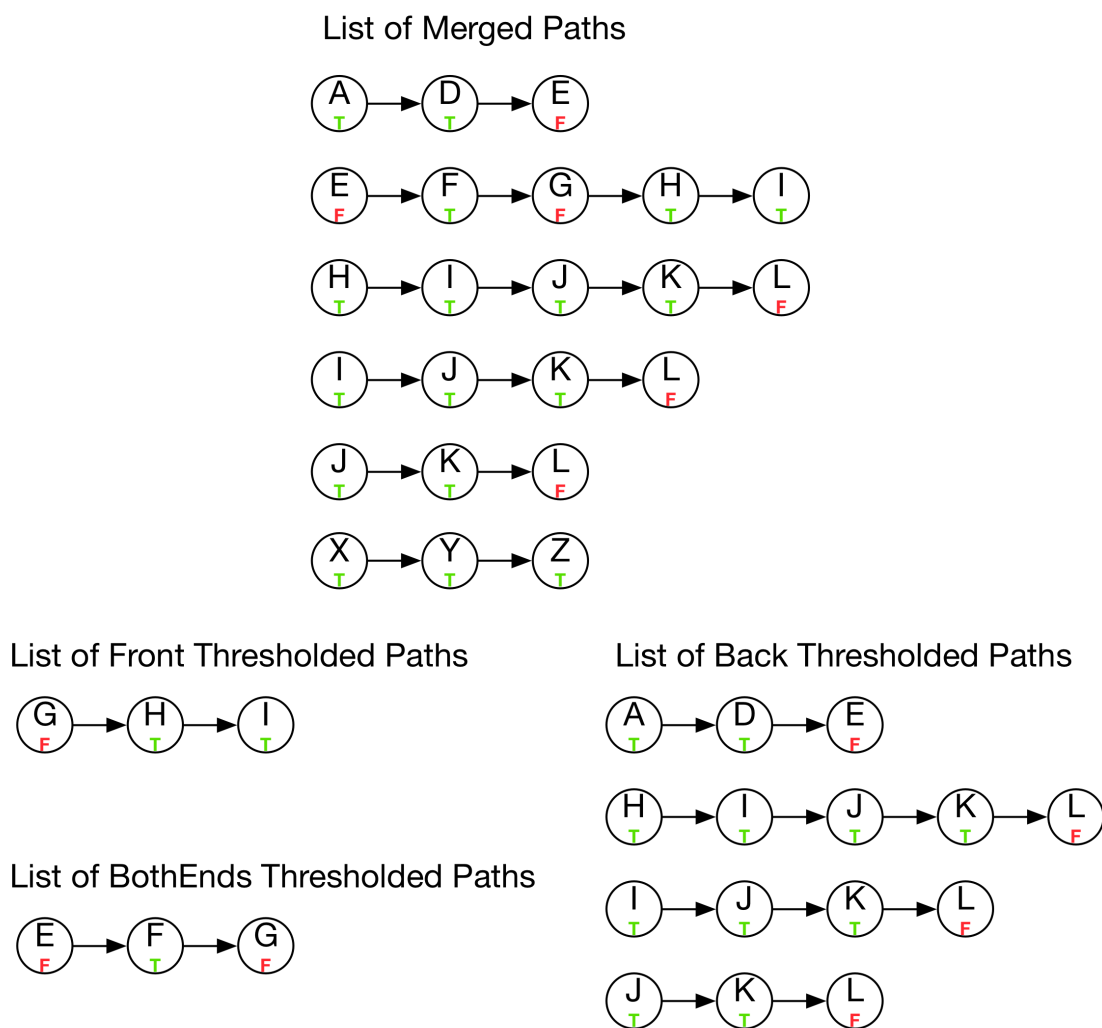 List of Merged Paths
A D E
T T F
E F G H I
F T F T T
H I J K L
T T T T F
I J K L
T T T F
J K L
T T F
X Y Z
T T T
List of Front Thresholded Paths
G H I
F T T
List of BothEnds Thresholded Paths
E F G
F T F
List of Back Thresholded Paths
A D E
T T F
H I J K L
T T T T F
I J K L
T T T F
J K L
T T F